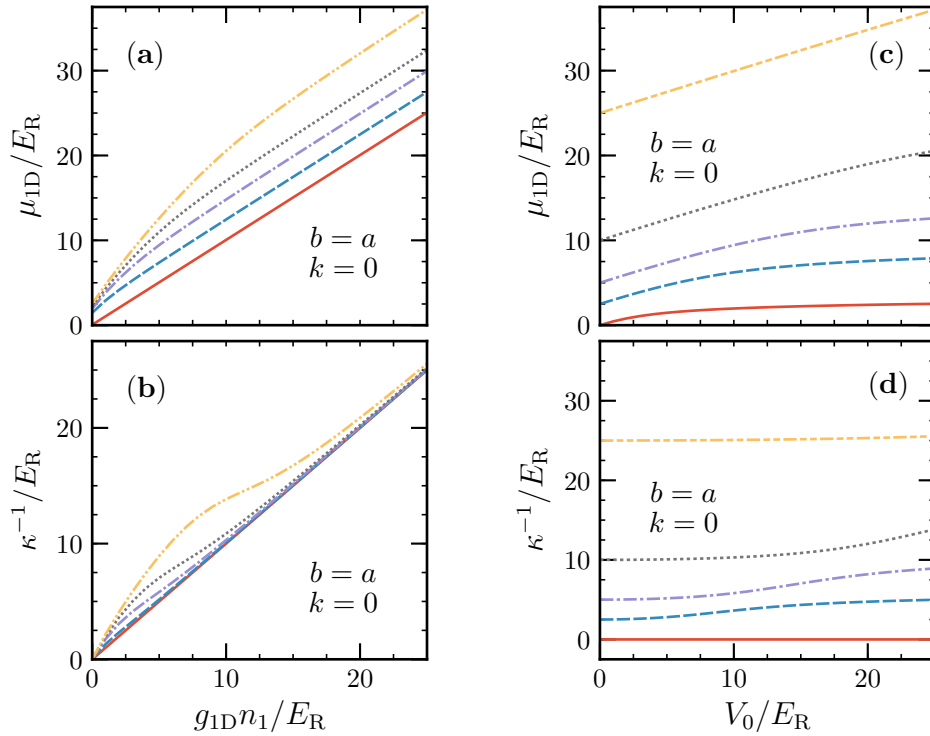 (a)
μ1D/ER
30
20
10
0
b = a
k = 0
(c)
μ1D/ER
30
20
10
0
b = a
k = 0
(b)
κ−1/ER
20
10
0
b = a
k = 0
0
10
20
g1Dn1/ER
(d)
κ−1/ER
30
20
10
0
b = a
k = 0
0
10
20
V0/ER